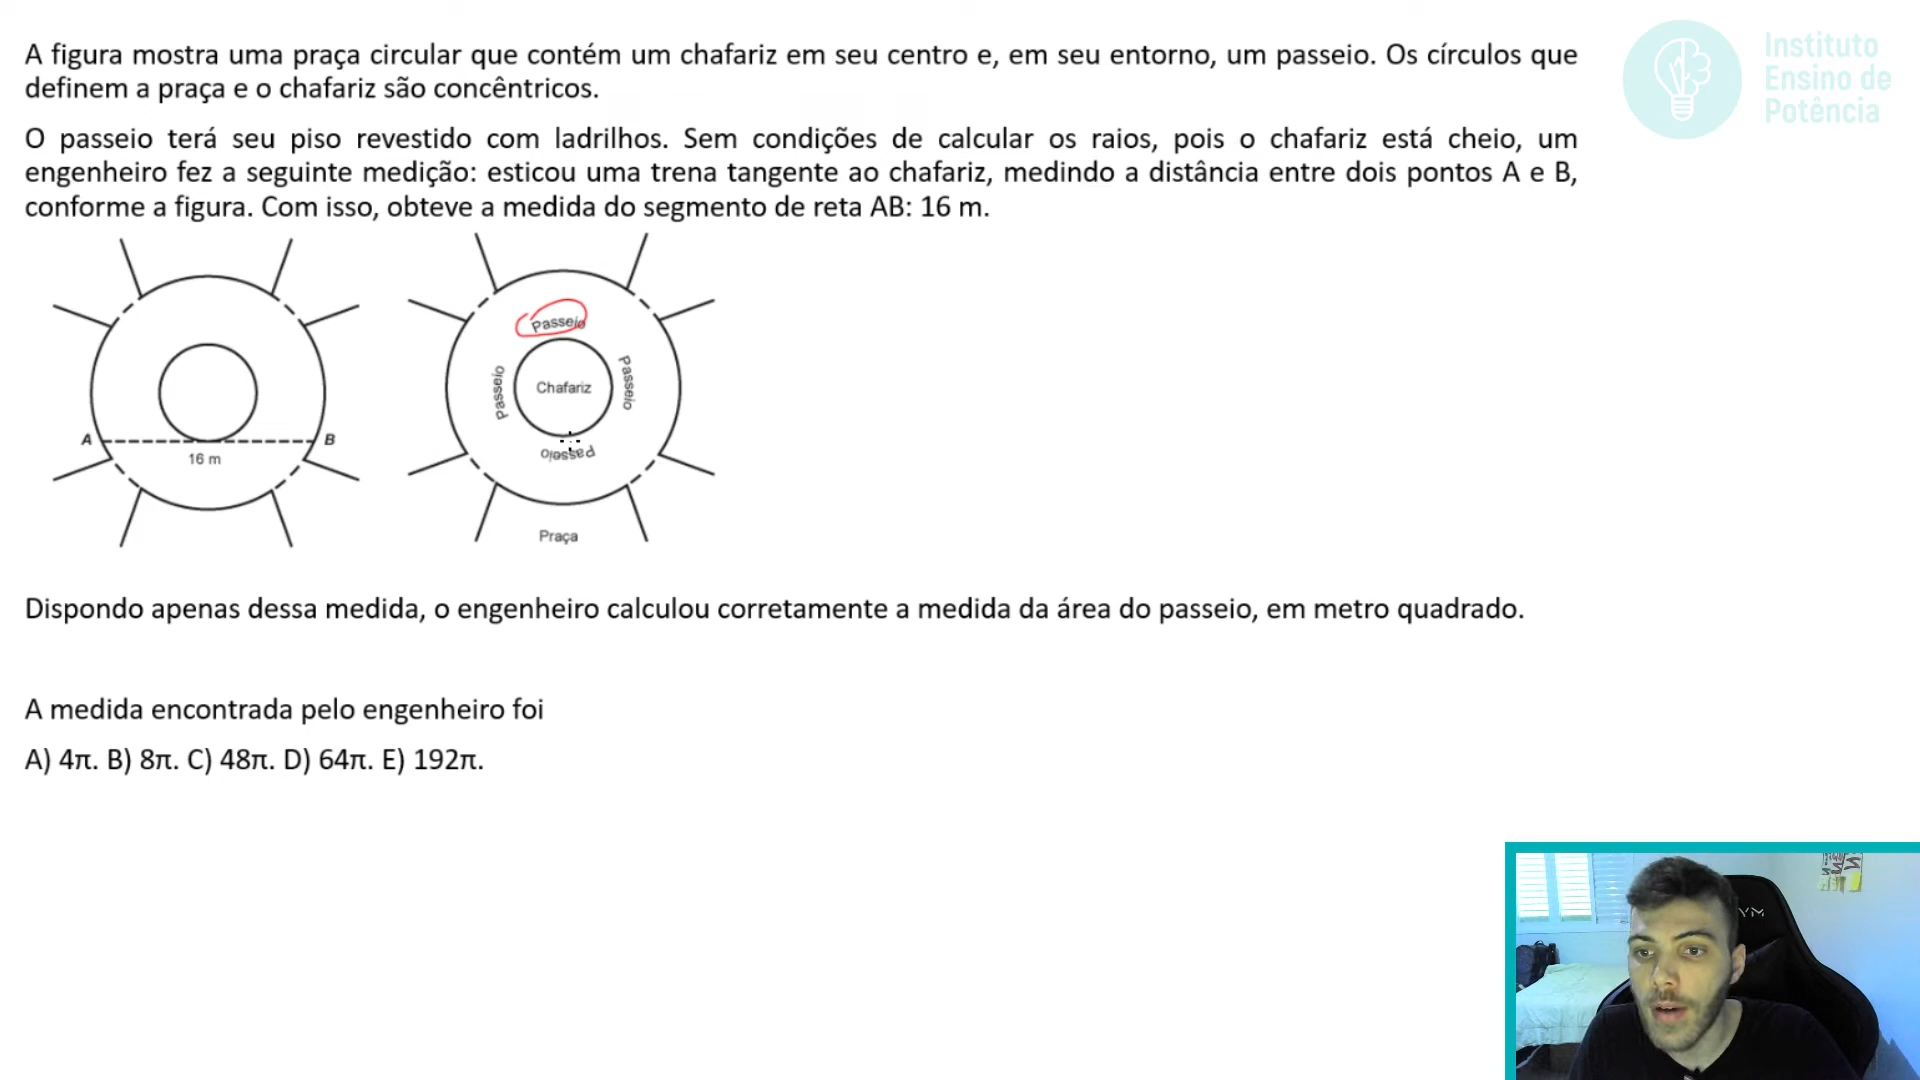 A figura mostra uma praça circular que contém um chafariz em seu centro e, em seu entorno, um passeio. Os círculos que
definem a praça e o chafariz são concêntricos.
O passeio terá seu piso revestido com ladrilhos. Sem condições de calcular os raios, pois o chafariz está cheio, um
engenheiro fez a seguinte medição: esticou uma trena tangente ao chafariz, medindo a distância entre dois pontos A e B,
conforme a figura. Com isso, obteve a medida do segmento de reta AB: 16 m.
Instituto
Ensino de
Potência
A
B
16 m
Passeio
Passeio
Chafariz
Passeio
Passeio
Praça
Dispondo apenas dessa medida, o engenheiro calculou corretamente a medida da área do passeio, em metro quadrado.
A medida encontrada pelo engenheiro foi
A) 4π. B) 8π. C) 48π. D) 64π. E) 192π.